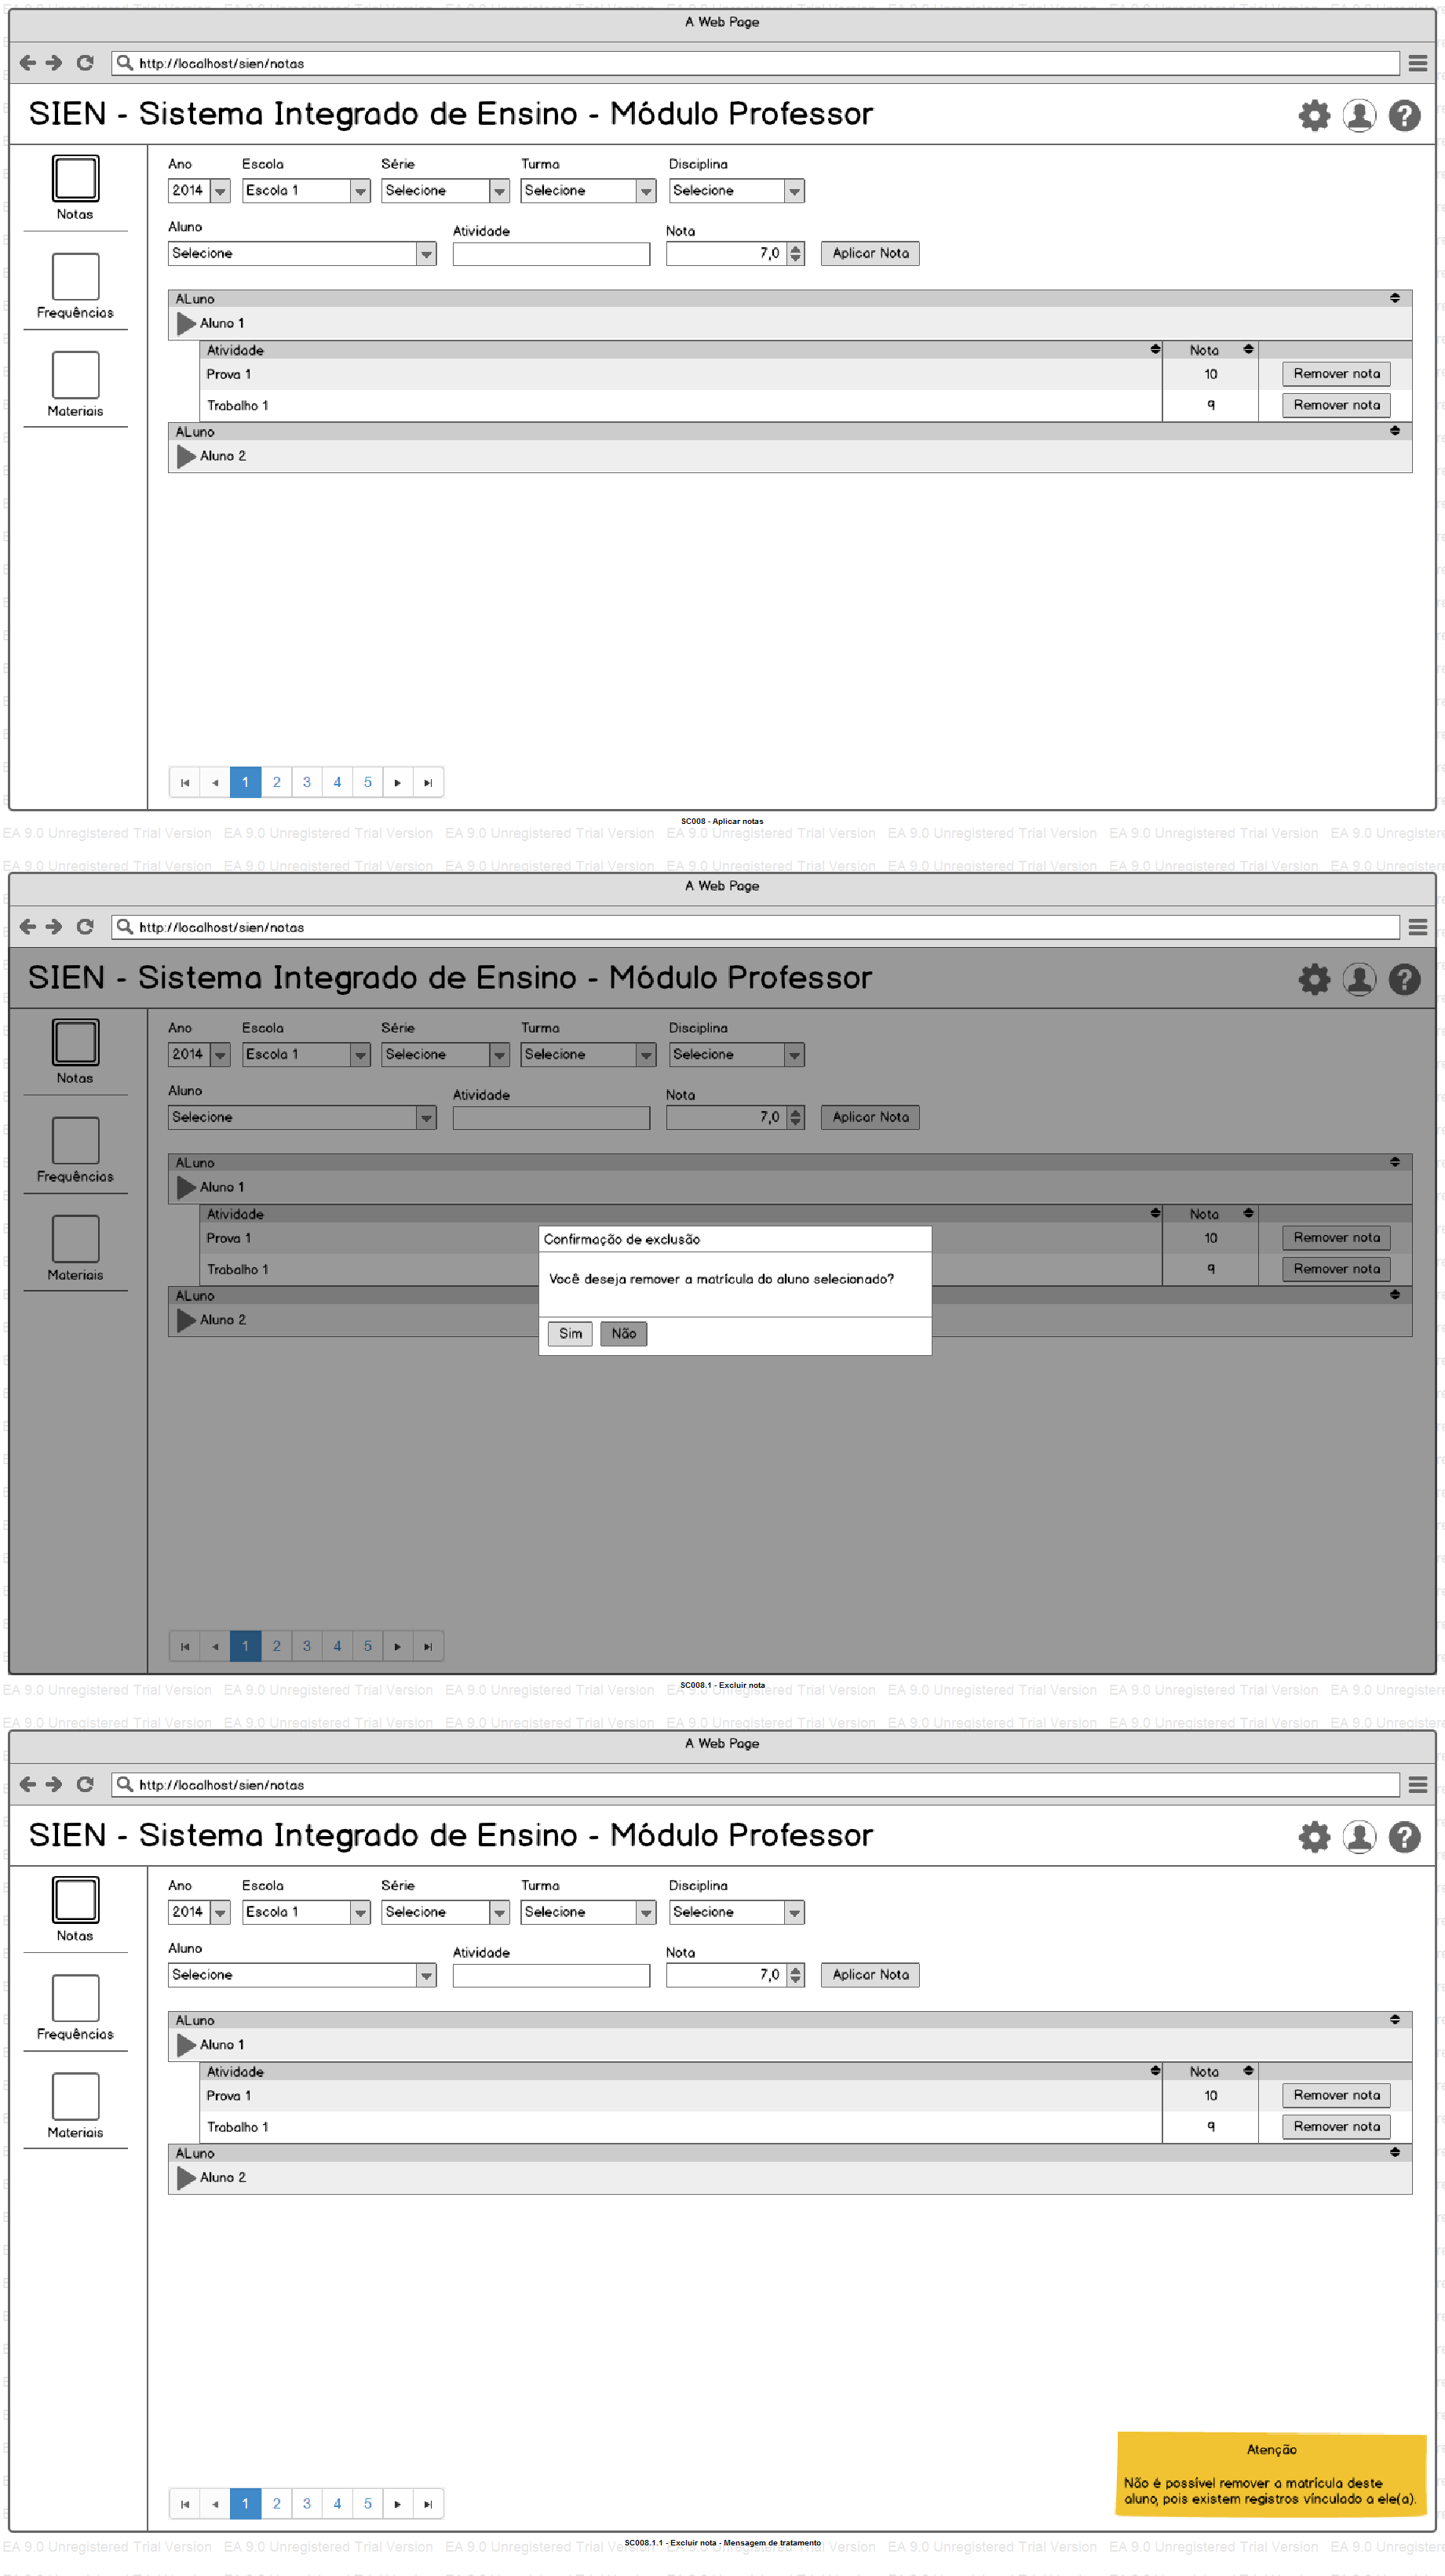 A Web Page
http://localhost/sien/notas
SIEN - Sistema Integrado de Ensino - Módulo Professor
Notas
Frequências
Materiais
Ano Escola Série Turma Disciplina
2014 Escola 1 Selecione Selecione Selecione
Aluno Atividade Nota
Selecione 7,0 Aplicar Nota
ALuno
Aluno 1
Atividade Nota
Prova 1 10 Remover nota
Trabalho 1 9 Remover nota
ALuno
Aluno 2
1 2 3 4 5
SC008 - Aplicar notas
EA 9.0 Unregistered Trial Version EA 9.0 Unregistered Trial Version EA 9.0 Unregistered Trial Version EA 9.0 Unregistered Trial Version EA 9.0 Unregistered Trial Version EA 9.0 Unregistered Trial Version EA 9.0 Unregistere
EA 9.0 Unregistered Trial Version EA 9.0 Unregistered Trial Version EA 9.0 Unregistered Trial Version EA 9.0 Unregistered Trial Version EA 9.0 Unregistered Trial Version EA 9.0 Unregistered Trial Version EA 9.0 Unregistere
A Web Page
http://localhost/sien/notas
SIEN - Sistema Integrado de Ensino - Módulo Professor
Notas
Frequências
Materiais
Ano Escola Série Turma Disciplina
2014 Escola 1 Selecione Selecione Selecione
Aluno Atividade Nota
Selecione 7,0 Aplicar Nota
ALuno
Aluno 1
Atividade Nota
Prova 1 10 Remover nota
Trabalho 1 9 Remover nota
ALuno
Aluno 2
Confirmação de exclusão
Você deseja remover a matrícula do aluno selecionado?
Sim Não
1 2 3 4 5
SC008.1 - Excluir nota
EA 9.0 Unregistered Trial Version EA 9.0 Unregistered Trial Version EA 9.0 Unregistered Trial Version EA 9.0 Unregistered Trial Version EA 9.0 Unregistered Trial Version EA 9.0 Unregistered Trial Version EA 9.0 Unregistere
EA 9.0 Unregistered Trial Version EA 9.0 Unregistered Trial Version EA 9.0 Unregistered Trial Version EA 9.0 Unregistered Trial Version EA 9.0 Unregistered Trial Version EA 9.0 Unregistered Trial Version EA 9.0 Unregistere
A Web Page
http://localhost/sien/notas
SIEN - Sistema Integrado de Ensino - Módulo Professor
Notas
Frequências
Materiais
Ano Escola Série Turma Disciplina
2014 Escola 1 Selecione Selecione Selecione
Aluno Atividade Nota
Selecione 7,0 Aplicar Nota
ALuno
Aluno 1
Atividade Nota
Prova 1 10 Remover nota
Trabalho 1 9 Remover nota
ALuno
Aluno 2
Atenção
Não é possível remover a matrícula deste
aluno, pois existem registros vínculado a ele(a).
1 2 3 4 5
SC008.1.1 - Excluir nota - Mensagem de tratamento
EA 9.0 Unregistered Trial Version EA 9.0 Unregistered Trial Version EA 9.0 Unregistered Trial Version EA 9.0 Unregistered Trial Version EA 9.0 Unregistere